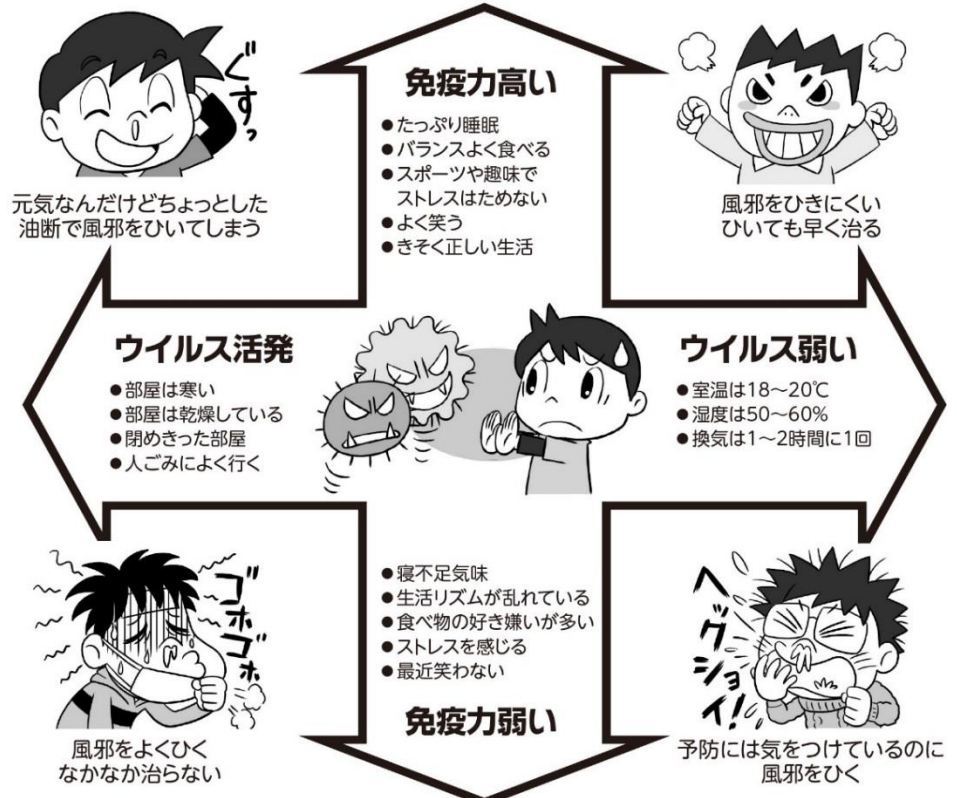 ぐすっ
元気なんだけどちょっとした
油断で風邪をひいてしまう
免疫力高い
●たっぷり睡眠
●バランスよく食べる
●スポーツや趣味で
ストレスはためない
●よく笑う
●きそく正しい生活
風邪をひきにくい
ひいても早く治る
ウイルス活発
●部屋は寒い
●部屋は乾燥している
●閉めきった部屋
●人ごみによく行く
ウイルス弱い
●室温は18～20℃
●湿度は50～60%
●換気は1～2時間に1回
ゴホゴホ
風邪をよくひく
なかなか治らない
●寝不足気味
●生活リズムが乱れている
●食べ物の好き嫌いが多い
●ストレスを感じる
●最近笑わない
免疫力弱い
ヘックショイ!
予防には気をつけているのに
風邪をひく